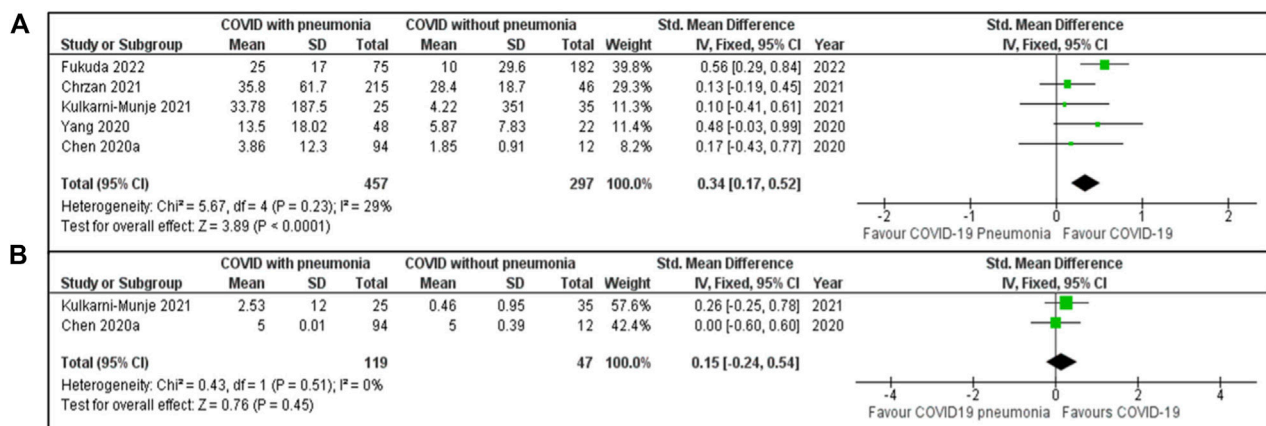 A
COVID with pneumonia COVID without pneumonia Std. Mean Difference Std. Mean Difference
Study or Subgroup Mean SD Total Mean SD Total Weight IV, Fixed, 95% CI Year IV, Fixed, 95% CI
Fukuda 2022 25 17 75 10 29.6 182 39.8% 0.56 [0.29, 0.84] 2022
Chrzan 2021 35.8 61.7 215 28.4 18.7 46 29.3% 0.13 [-0.19, 0.45] 2021
Kulkarni-Munje 2021 33.78 187.5 25 4.22 351 35 11.3% 0.10 [-0.41, 0.61] 2021
Yang 2020 13.5 18.02 48 5.87 7.83 22 11.4% 0.48 [-0.03, 0.99] 2020
Chen 2020a 3.86 12.3 94 1.85 0.91 12 8.2% 0.17 [-0.43, 0.77] 2020
Total (95% CI) 457 297 100.0% 0.34 [0.17, 0.52]
Heterogeneity: Chi² = 5.67, df = 4 (P = 0.23); I² = 29%
Test for overall effect: Z = 3.89 (P < 0.0001)
-2 -1 0 1 2
Favour COVID-19 Pneumonia Favour COVID-19
B
COVID with pneumonia COVID without pneumonia Std. Mean Difference Std. Mean Difference
Study or Subgroup Mean SD Total Mean SD Total Weight IV, Fixed, 95% CI Year IV, Fixed, 95% CI
Kulkarni-Munje 2021 2.53 12 25 0.46 0.95 35 57.6% 0.26 [-0.25, 0.78] 2021
Chen 2020a 5 0.01 94 5 0.39 12 42.4% 0.00 [-0.60, 0.60] 2020
Total (95% CI) 119 47 100.0% 0.15 [-0.24, 0.54]
Heterogeneity: Chi² = 0.43, df = 1 (P = 0.51); I² = 0%
Test for overall effect: Z = 0.76 (P = 0.45)
-4 -2 0 2 4
Favour COVID19 pneumonia Favours COVID-19